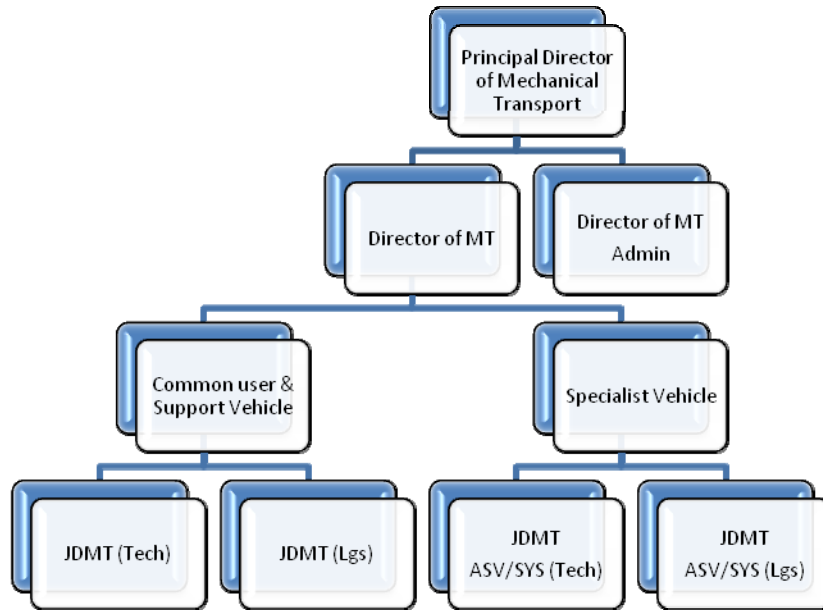 Principal Director
of Mechanical
Transport
Director of MT
Director of MT
Admin
Common user &
Support Vehicle
Specialist Vehicle
JDMT (Tech)
JDMT (Lgs)
JDMT
ASV/SYS (Tech)
JDMT
ASV/SYS (Lgs)